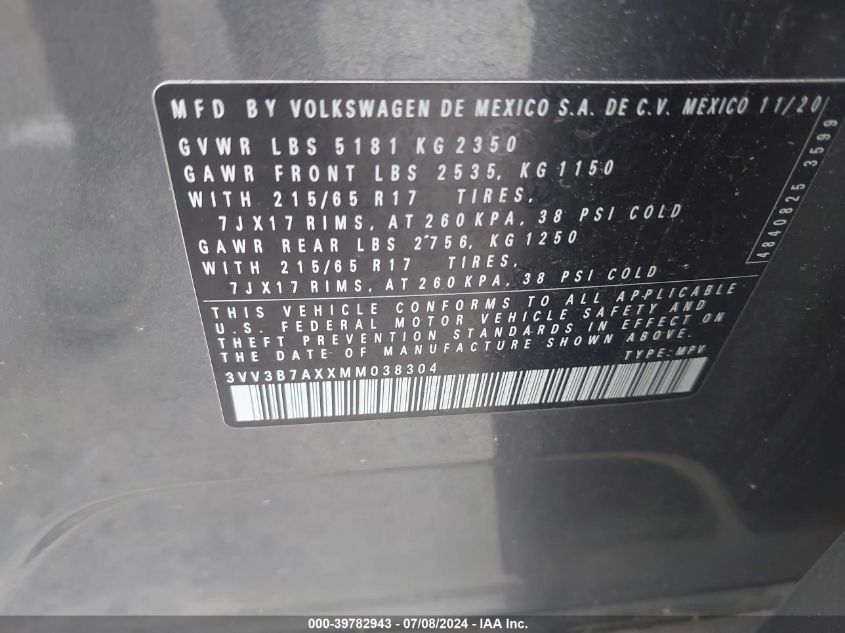 MFD BY VOLKSWAGEN DE MEXICO S.A. DE C.V. MEXICO 11/20
GVWR LBS 5181 KG 2350
GAWR FRONT LBS 2535, KG 1150
WITH 215/65 R17 TIRES,
7JX17 RIMS, AT 260 KPA, 38 PSI COLD
GAWR REAR LBS 2756, KG 1250
WITH 215/65 R17 TIRES,
7JX17 RIMS, AT 260 KPA, 38 PSI COLD
4840825 3599
THIS VEHICLE CONFORMS TO ALL APPLICABLE
U.S. FEDERAL MOTOR VEHICLE SAFETY AND
THEFT PREVENTION STANDARDS IN EFFECT ON
THE DATE OF MANUFACTURE SHOWN ABOVE.
TYPE: MPV
3VV3B7AXXMM038304
000-39782943 - 07/08/2024 - IAA Inc.